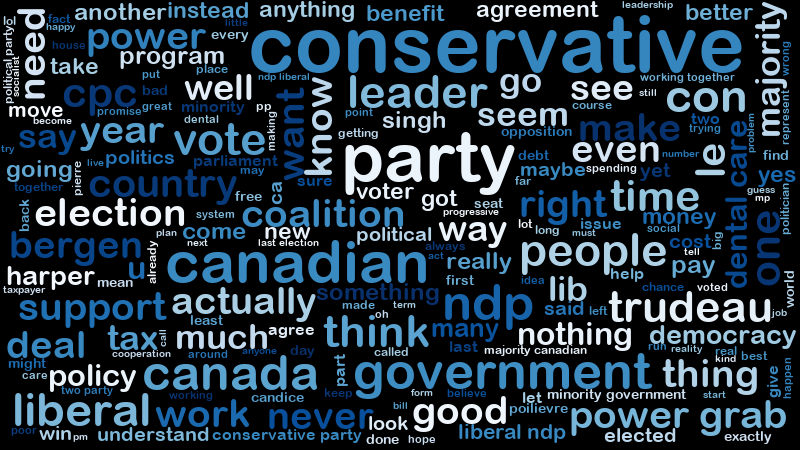 political party lol fact happy another instead anything benefit agreement leadership better
need house power little every conservative majority wrong
socialist take program place ndp liberal working together
put bad cpc well know leader go see still con represent
move become promise great minority pp want point singh seem course two
say year dental vote making getting party opposition make trying le problem
try going live politics parliament debt even number find
together pierre country may sure voter maybe spending yet dental care yes
back free ca got seat far right time guess mp politician
election system coalition progressive lot long issue money one
plan come new political way must social
bergen next last election always people cost big tell
harper u already canadian act really help pay
taxpayer mean something first idea lib chance voted world
support actually made term ndp said left trudeau job
least oh think many nothing democracy
deal tax call much agree last run reality
might cooperation around anyone day called majority canadian real kind best
care policy canada part government thing give happen
two party working candice keep form believe let minority government start
liberal work never bill good poilievre power grab
poor win pm understand conservative party look done hope liberal ndp elected exactly